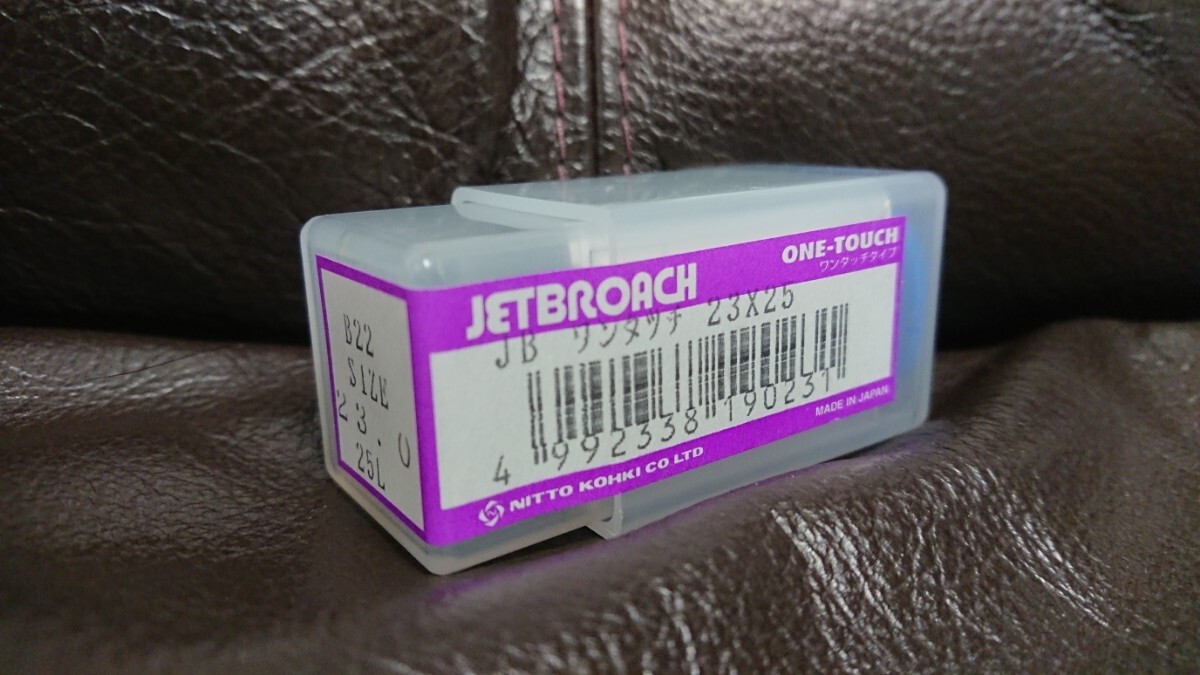 B22
SIZE
23.0
25L
JETBROACH
ONE-TOUCH
ワンタッチタイプ
JB ワンタッチ 23X25
4 992338 190231
MADE IN JAPAN
NITTO KOHKI CO LTD